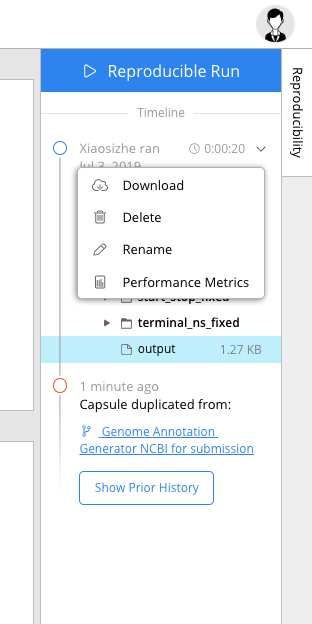 Reproducible Run
Reproducibility
Timeline
Xiaosizhe ran
0:00:20
Jul 3, 2019
Download
Delete
Rename
Performance Metrics
start_stop_fixed
terminal_ns_fixed
output
1.27 KB
1 minute ago
Capsule duplicated from:
Genome Annotation
Generator NCBI for submission
Show Prior History